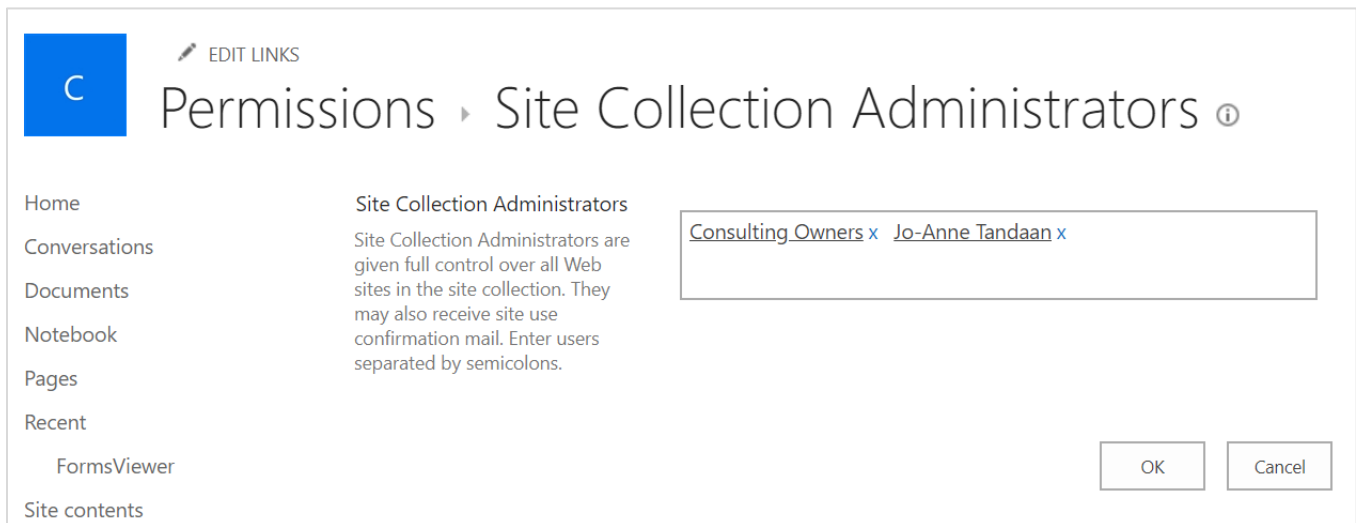 C
EDIT LINKS
Permissions ▸ Site Collection Administrators
Home
Conversations
Documents
Notebook
Pages
Recent
FormsViewer
Site contents
Site Collection Administrators
Site Collection Administrators are
given full control over all Web
sites in the site collection. They
may also receive site use
confirmation mail. Enter users
separated by semicolons.
Consulting Owners x Jo-Anne Tandaan x
OK Cancel